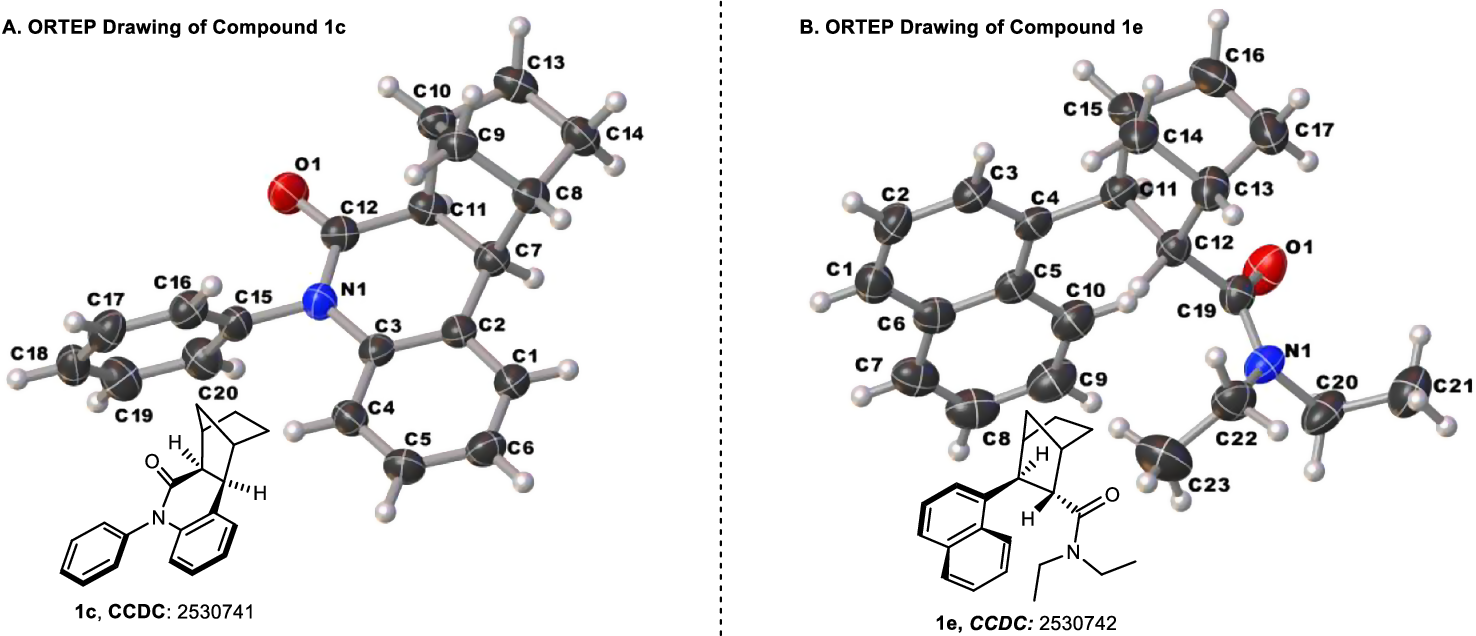 A. ORTEP Drawing of Compound 1c
C13
C10
C9
C14
O1
C8
C12
C11
C7
C16
C15
N1
C17
C3
C2
C18
C1
C19
C20
C4
C5
C6
H
O
H
N
1c, CCDC: 2530741
B. ORTEP Drawing of Compound 1e
C16
C15
C14
C17
C3
C2
C4
C11
C13
C12
O1
C1
C5
C10
C19
C6
N1
C7
C9
C20
C21
C8
C22
C23
H
H
O
N
1e, CCDC: 2530742